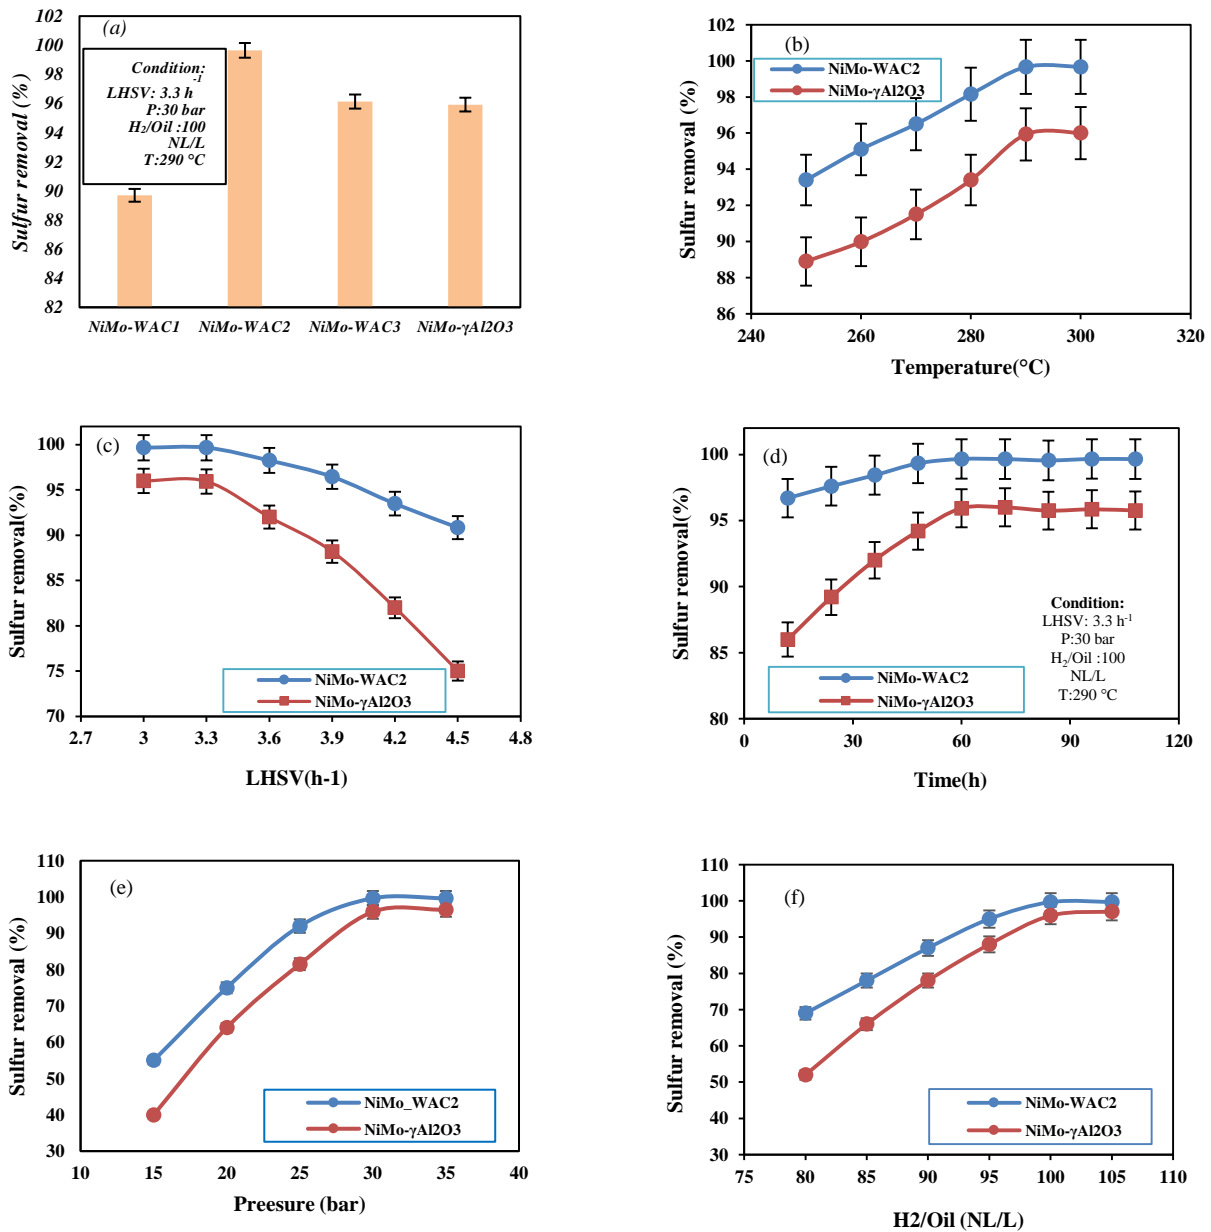 (a)
Sulfur removal (%)
102
100
98
96
94
92
90
88
86
84
82
Condition:
-1
LHSV: 3.3 h
P:30 bar
H2/Oil :100
NL/L
T:290 °C
NiMo-WAC1 NiMo-WAC2 NiMo-WAC3 NiMo-γAl2O3
(b)
Sulfur removal (%)
102
100
98
96
94
92
90
88
86
NiMo-WAC2
NiMo-γAl2O3
240 260 280 300 320
Temperature(°C)
(c)
Sulfur removal(%)
100
95
90
85
80
75
70
NiMo-WAC2
NiMo-γAl2O3
2.7 3 3.3 3.6 3.9 4.2 4.5 4.8
LHSV(h-1)
(d)
Sulfur removal(%)
100
95
90
85
80
Condition:
LHSV: 3.3 h-1
P:30 bar
H2/Oil :100
NL/L
T:290 °C
NiMo-WAC2
NiMo-γAl2O3
0 30 60 90 120
Time(h)
(e)
Sulfur removal (%)
110
100
90
80
70
60
50
40
30
NiMo_WAC2
NiMo-γAl2O3
10 15 20 25 30 35 40
Preesure (bar)
(f)
Sulfur removal (%)
110
100
90
80
70
60
50
40
30
NiMo-WAC2
NiMo-γAl2O3
75 80 85 90 95 100 105 110
H2/Oil (NL/L)